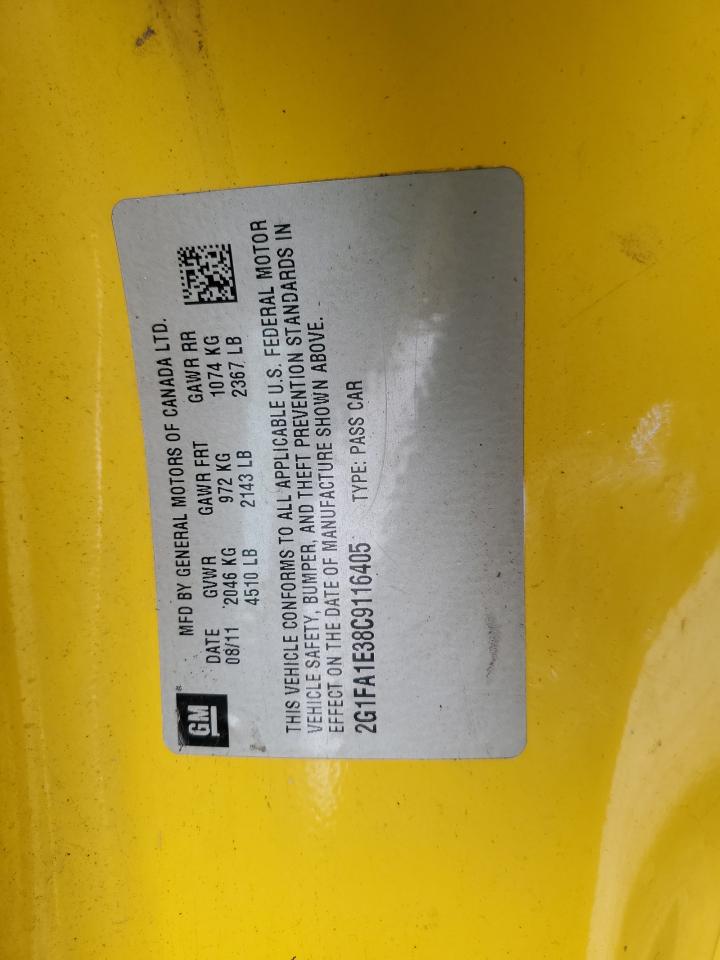 GM
MFD BY GENERAL MOTORS OF CANADA LTD.
DATE GVWR GAWR FRT GAWR RR
08/11 2046 KG 972 KG 1074 KG
4510 LB 2143 LB 2367 LB
THIS VEHICLE CONFORMS TO ALL APPLICABLE U.S. FEDERAL MOTOR
VEHICLE SAFETY, BUMPER, AND THEFT PREVENTION STANDARDS IN
EFFECT ON THE DATE OF MANUFACTURE SHOWN ABOVE.
2G1FA1E38C9116405 TYPE: PASS CAR